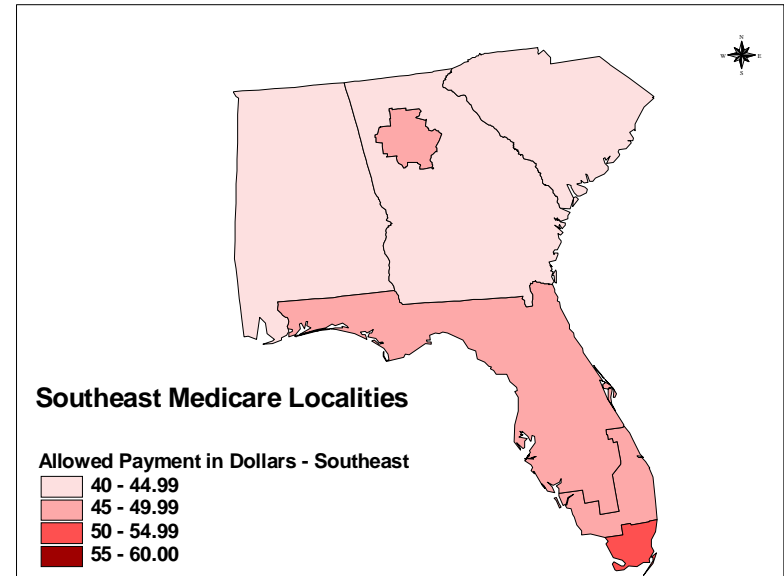 N
W E
S
Southeast Medicare Localities
Allowed Payment in Dollars - Southeast
40 - 44.99
45 - 49.99
50 - 54.99
55 - 60.00